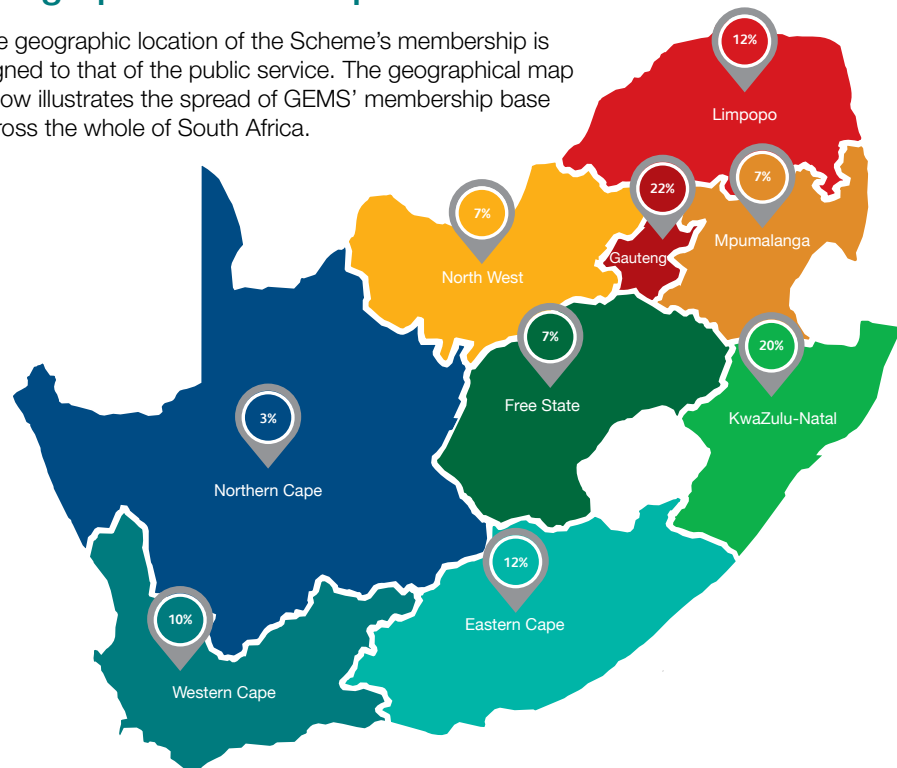 e geographic location of the Scheme's membership is
gned to that of the public service. The geographical map
ow illustrates the spread of GEMS' membership base
ross the whole of South Africa.
12%
Limpopo
22%
Gauteng
7%
Mpumalanga
7%
North West
7%
Free State
20%
KwaZulu-Natal
3%
Northern Cape
12%
Eastern Cape
10%
Western Cape